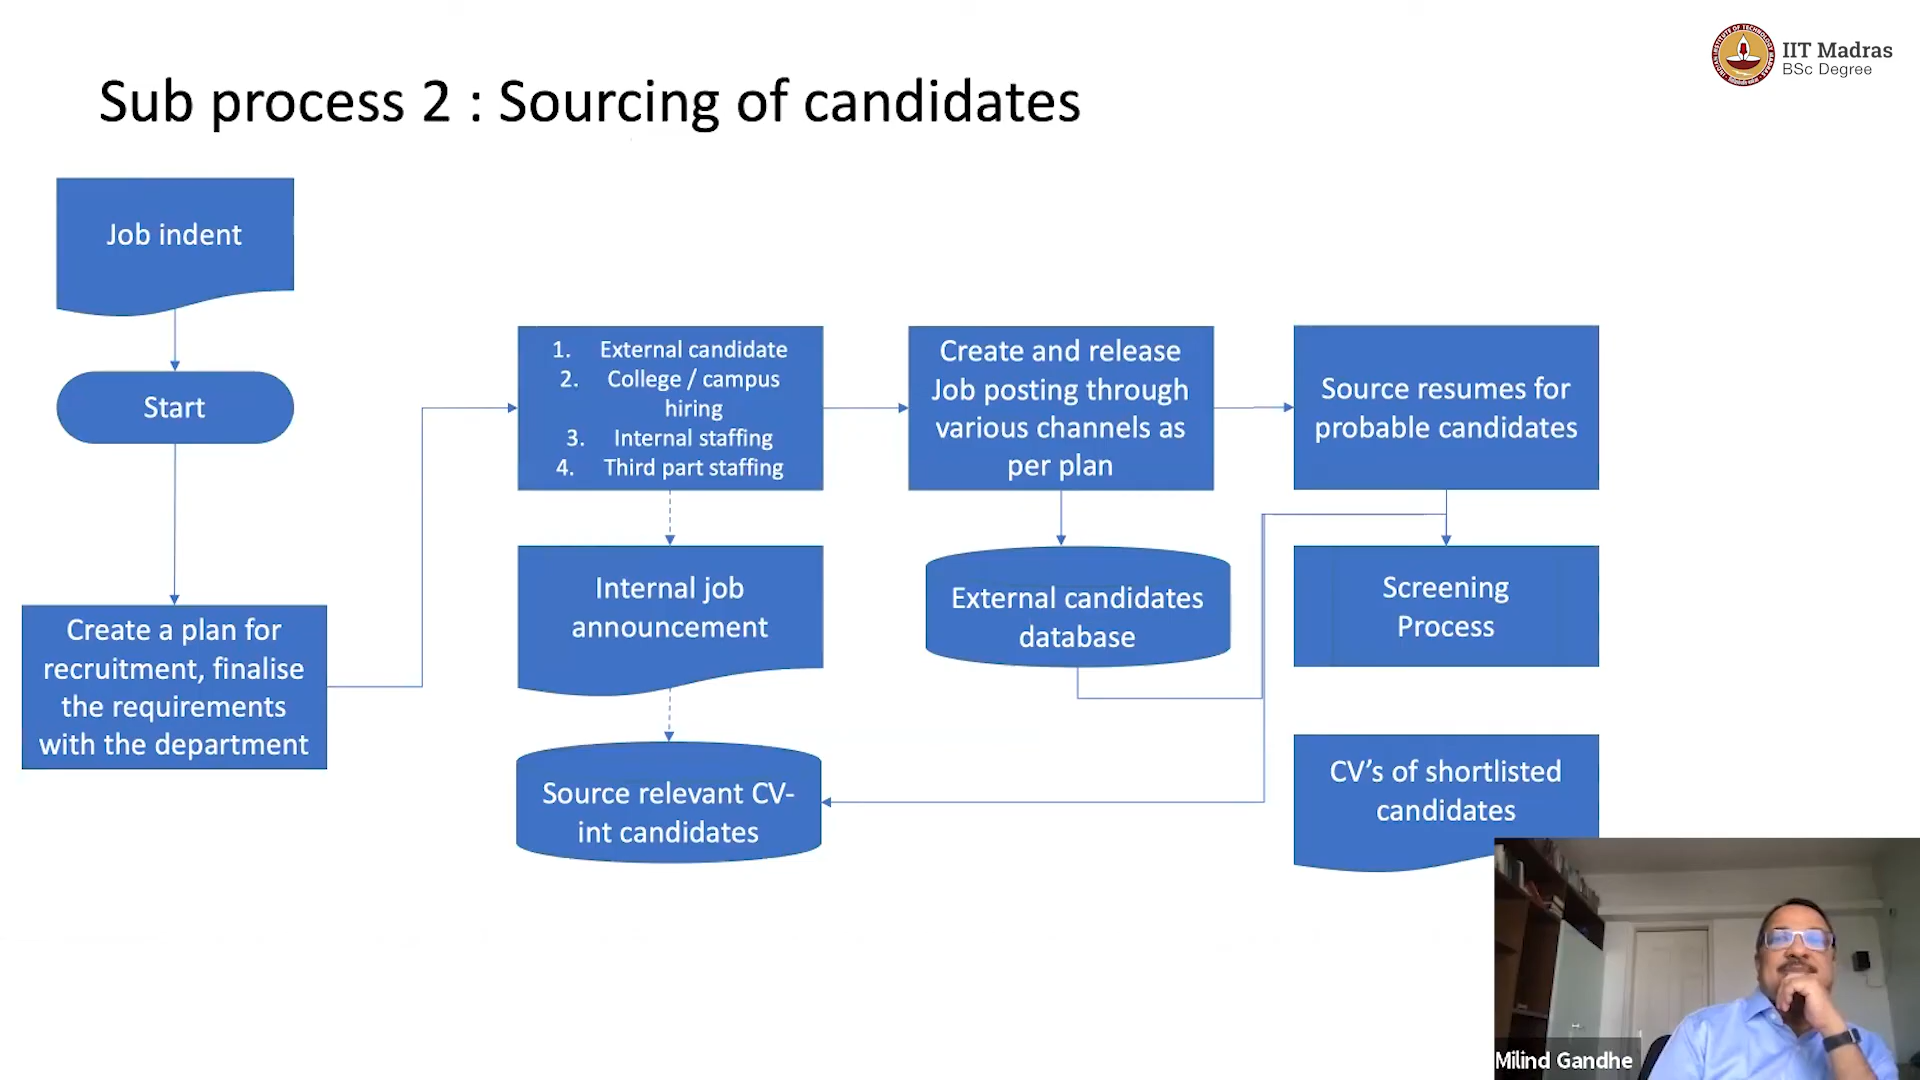 IIT Madras
BSc Degree
Sub process 2 : Sourcing of candidates
Job indent
Start
Create a plan for
recruitment, finalise
the requirements
with the department
1. External candidate
2. College / campus
hiring
3. Internal staffing
4. Third part staffing
Internal job
announcement
Source relevant CV-
int candidates
Create and release
Job posting through
various channels as
per plan
External candidates
database
Source resumes for
probable candidates
Screening
Process
CV's of shortlisted
candidates
Milind Gandhe